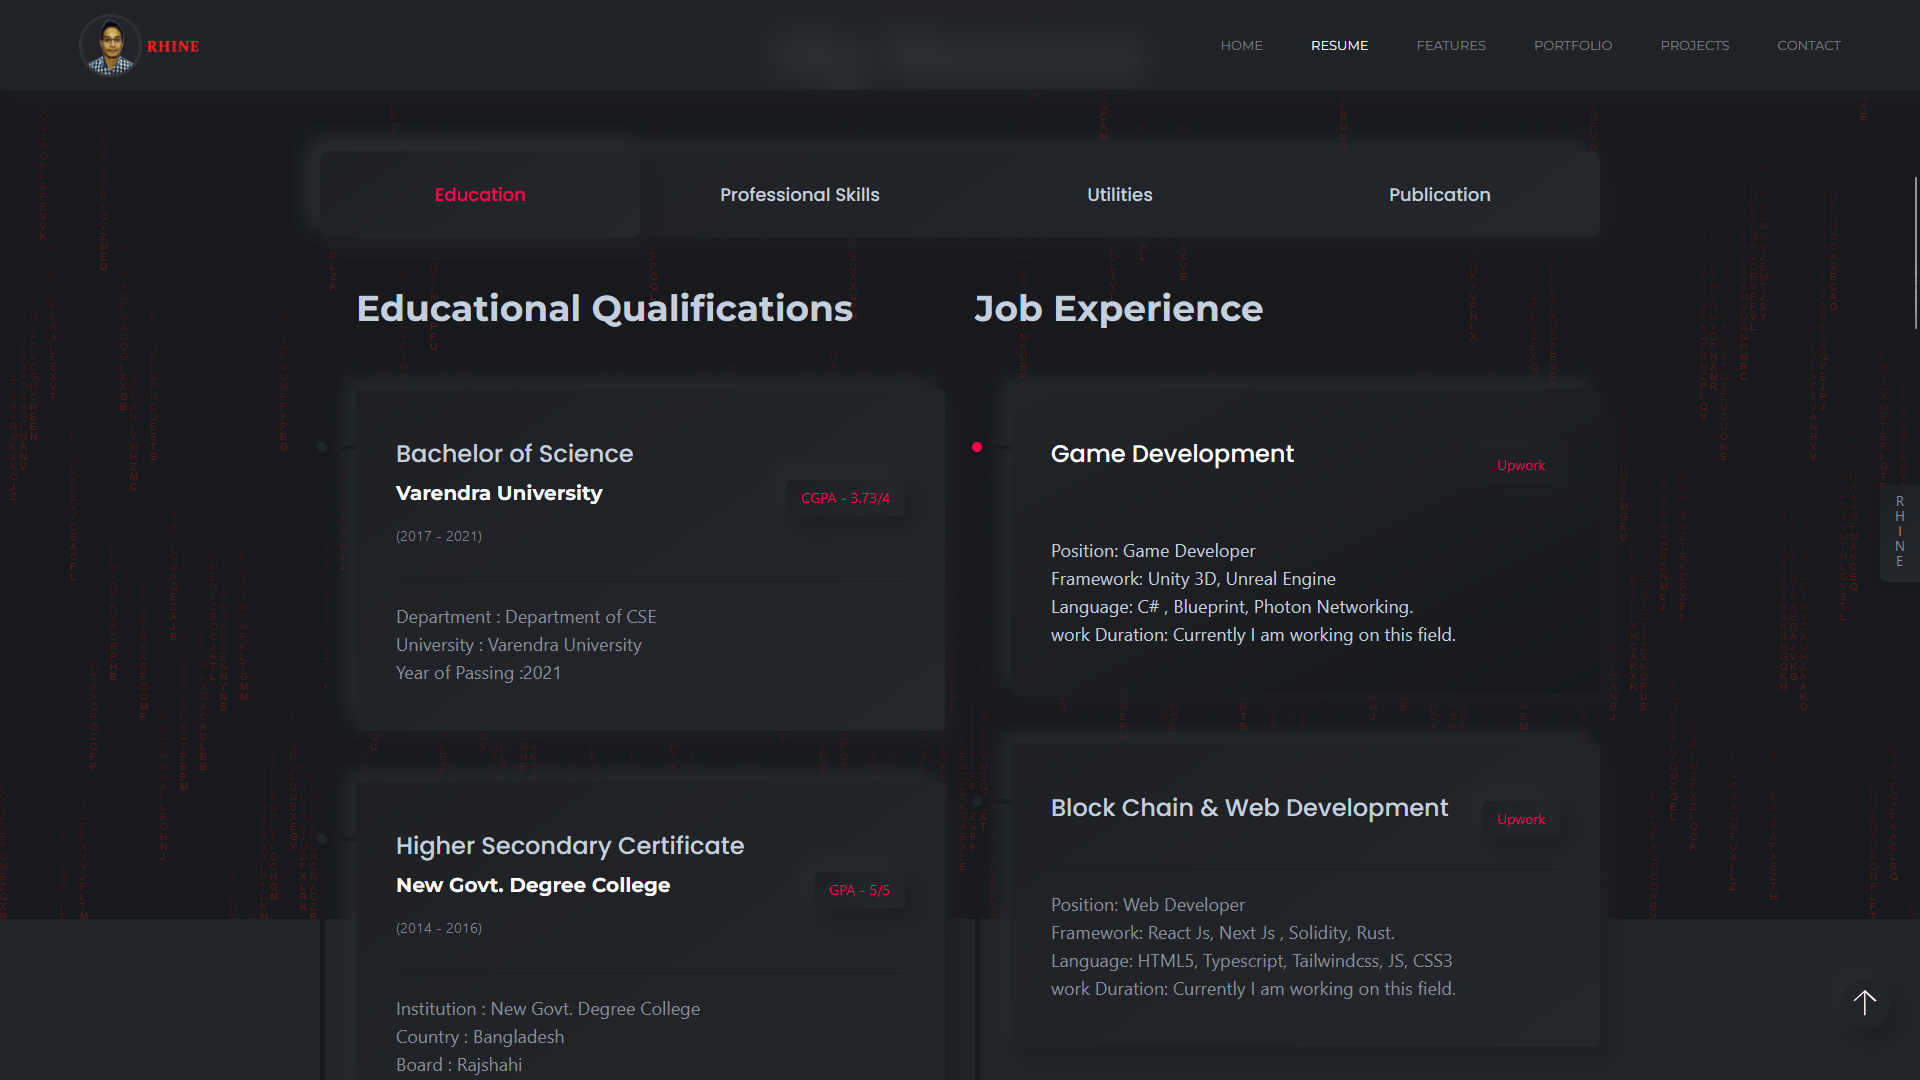 RHINE
HOME
RESUME
FEATURES
PORTFOLIO
PROJECTS
CONTACT
Education
Professional Skills
Utilities
Publication
Educational Qualifications
Bachelor of Science
Varendra University
(2017 - 2021)
CGPA - 3.73/4
Department : Department of CSE
University : Varendra University
Year of Passing :2021
Higher Secondary Certificate
New Govt. Degree College
(2014 - 2016)
GPA - 5/5
Institution : New Govt. Degree College
Country : Bangladesh
Board : Rajshahi
Job Experience
Game Development
Upwork
Position: Game Developer
Framework: Unity 3D, Unreal Engine
Language: C# , Blueprint, Photon Networking.
work Duration: Currently I am working on this field.
Block Chain & Web Development
Upwork
Position: Web Developer
Framework: React Js, Next Js , Solidity, Rust.
Language: HTML5, Typescript, Tailwindcss, JS, CSS3
work Duration: Currently I am working on this field.
R
H
I
N
E